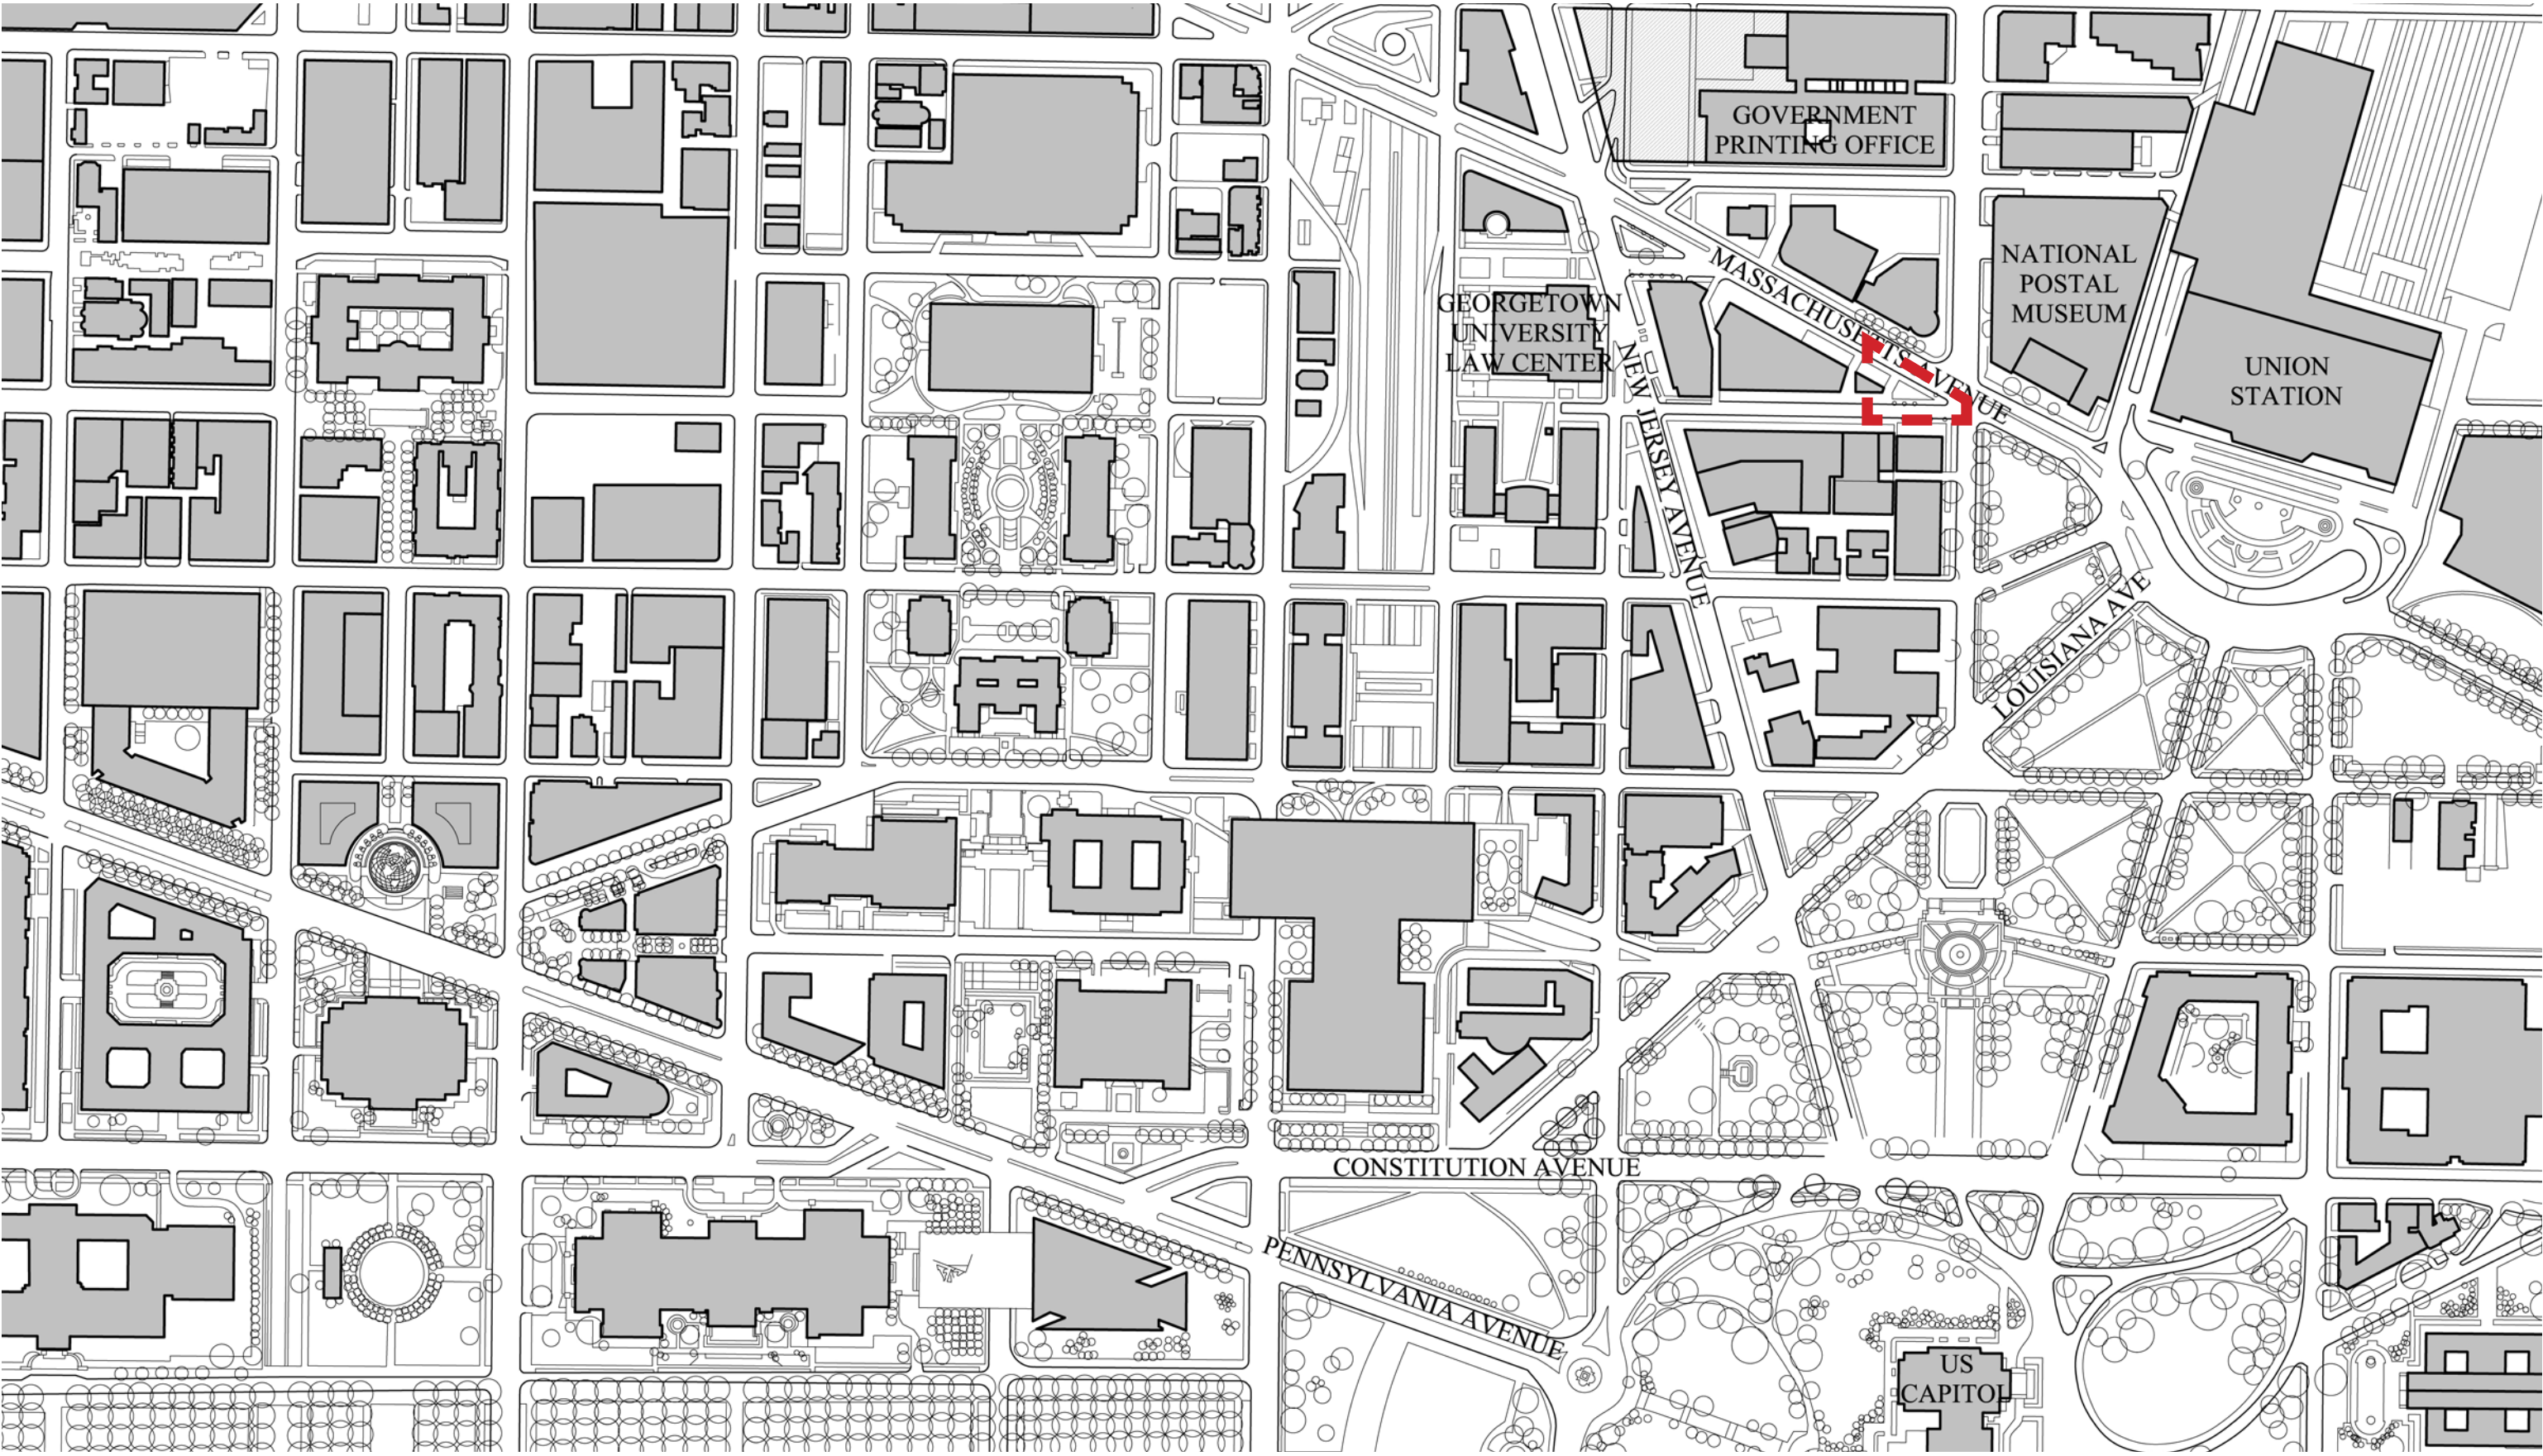 GOVERNMENT
PRINTING OFFICE
MASSACHUSETTS AVENUE
NATIONAL
POSTAL
MUSEUM
GEORGETOWN
UNIVERSITY
LAW CENTER
NEW JERSEY AVENUE
UNION
STATION
LOUISIANA AVE
CONSTITUTION AVENUE
PENNSYLVANIA AVENUE
US
CAPITOL